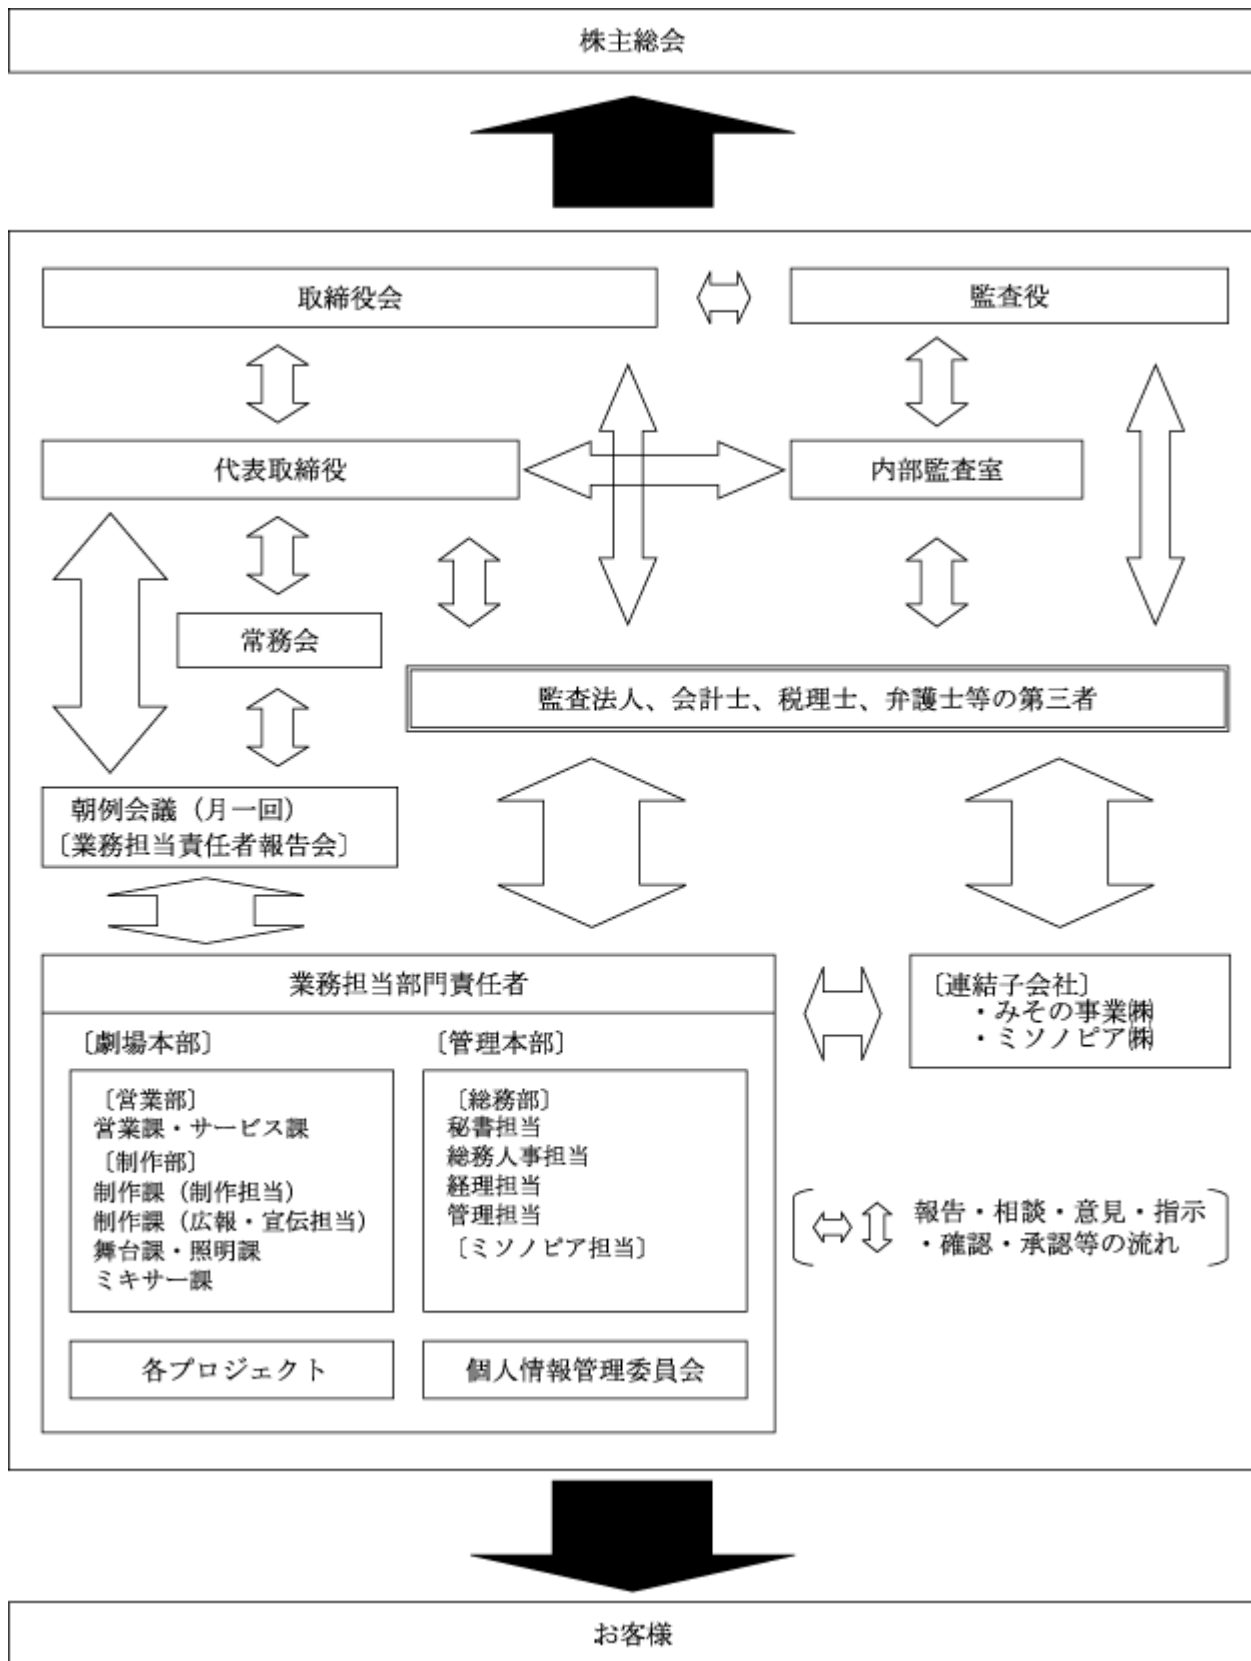 株主総会
取締役会
監査役
代表取締役
内部監査室
常務会
監査法人、会計士、税理士、弁護士等の第三者
朝例会議（月一回）
〔業務担当責任者報告会〕
業務担当部門責任者
〔劇場本部〕
〔営業部〕
営業課・サービス課
〔制作部〕
制作課（制作担当）
制作課（広報・宣伝担当）
舞台課・照明課
ミキサー課
各プロジェクト
〔管理本部〕
〔総務部〕
秘書担当
総務人事担当
経理担当
管理担当
〔ミソノピア担当〕
個人情報管理委員会
〔連結子会社〕
・みその事業㈱
・ミソノピア㈱
報告・相談・意見・指示
・確認・承認等の流れ
お客様